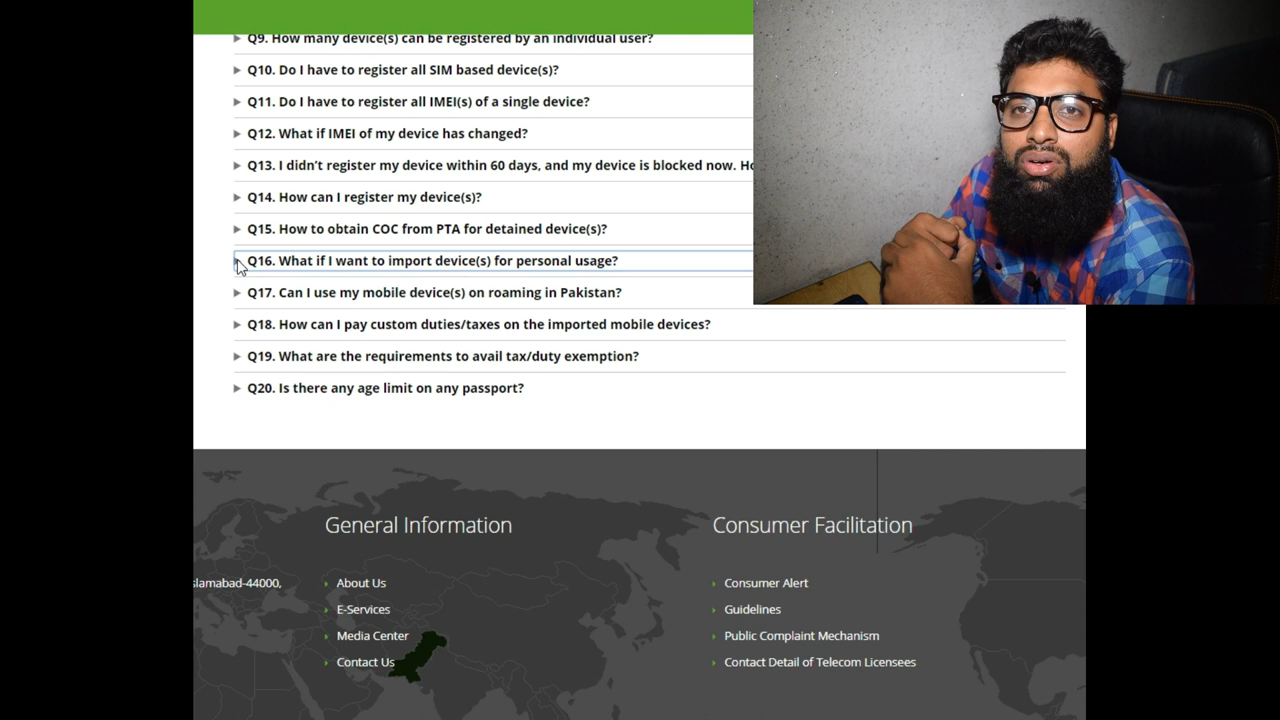 Q9. How many device(s) can be registered by an individual user?
Q10. Do I have to register all SIM based device(s)?
Q11. Do I have to register all IMEI(s) of a single device?
Q12. What if IMEI of my device has changed?
Q13. I didn’t register my device within 60 days, and my device is blocked now.
Q14. How can I register my device(s)?
Q15. How to obtain COC from PTA for detained device(s)?
Q16. What if I want to import device(s) for personal usage?
Q17. Can I use my mobile device(s) on roaming in Pakistan?
Q18. How can I pay custom duties/taxes on the imported mobile devices?
Q19. What are the requirements to avail tax/duty exemption?
Q20. Is there any age limit on any passport?
General Information
About Us
E-Services
Media Center
Contact Us
Consumer Facilitation
Consumer Alert
Guidelines
Public Complaint Mechanism
Contact Detail of Telecom Licensees
slamabad-44000,